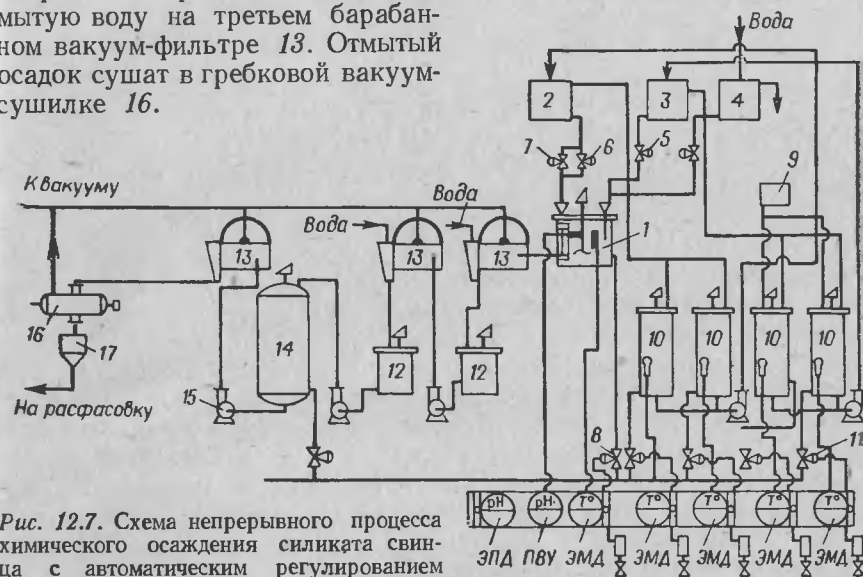 мытую воду на третьем барабан-
ном вакуум-фильтре 13. Отмытый
осадок сушат в гребковой вакуум-
сушилке 16.
Вода
2
3
4
7
6
5
9
К вакууму
Вода
Вода
13
13
13
1
16
17
14
12
12
10
10
10
10
15
На расфасовку
8
11
pH
pH
T°
T°
T°
T°
T°
ЭПД
ПВУ
ЭМД
ЭМД
ЭМД
ЭМД
ЭМД
Рис. 12.7. Схема непрерывного процесса
химического осаждения силиката свин-
ца с автоматическим регулированием